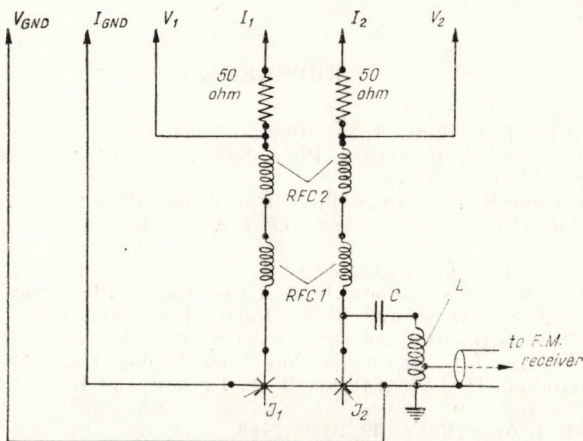 V_GND I_GND V_1 I_1 I_2 V_2
50 ohm
50 ohm
RFC 2
RFC 1
C L
to F.M. receiver
J_1 J_2